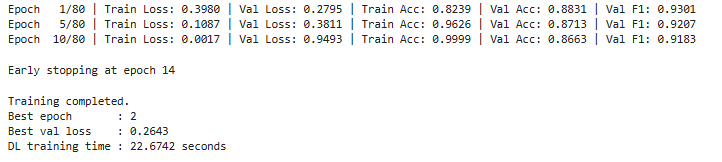 Epoch   1/80 | Train Loss: 0.3980 | Val Loss: 0.2795 | Train Acc: 0.8239 | Val Acc: 0.8831 | Val F1: 0.9301
Epoch   5/80 | Train Loss: 0.1087 | Val Loss: 0.3811 | Train Acc: 0.9626 | Val Acc: 0.8713 | Val F1: 0.9207
Epoch  10/80 | Train Loss: 0.0017 | Val Loss: 0.9493 | Train Acc: 0.9999 | Val Acc: 0.8663 | Val F1: 0.9183
Early stopping at epoch 14
Training completed.
Best epoch       : 2
Best val loss    : 0.2643
DL training time : 22.6742 seconds